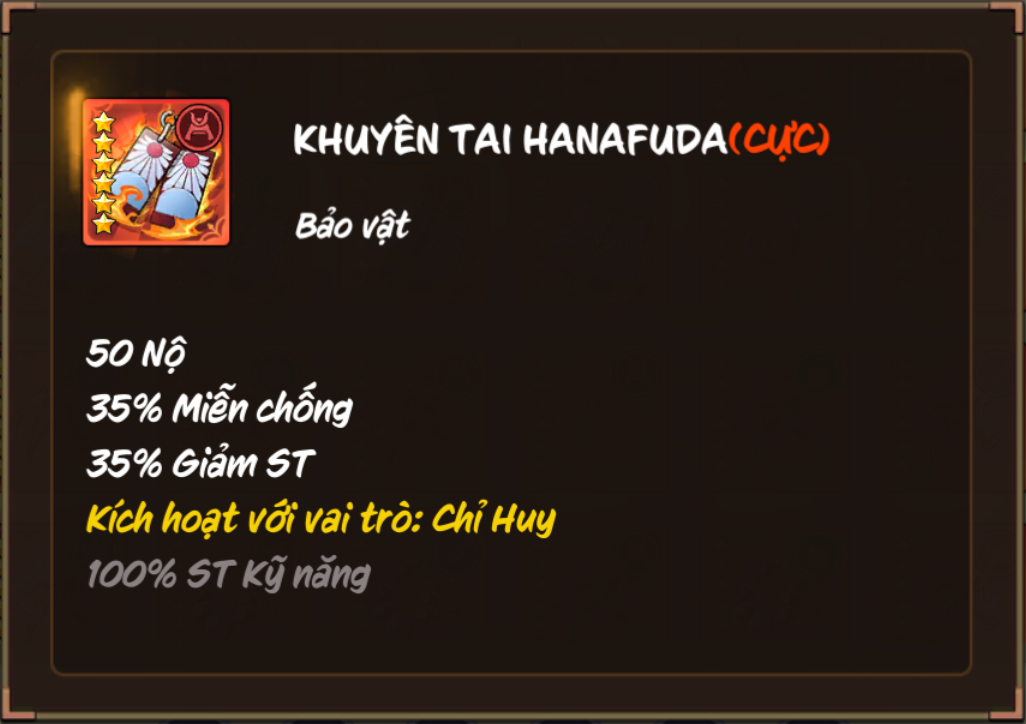 KHUYÊN TAI HANAFUDA(CỰC)
Bảo vật
50 Nộ
35% Miễn chống
35% Giảm ST
Kích hoạt với vai trò: Chỉ Huy
100% ST Kỹ năng